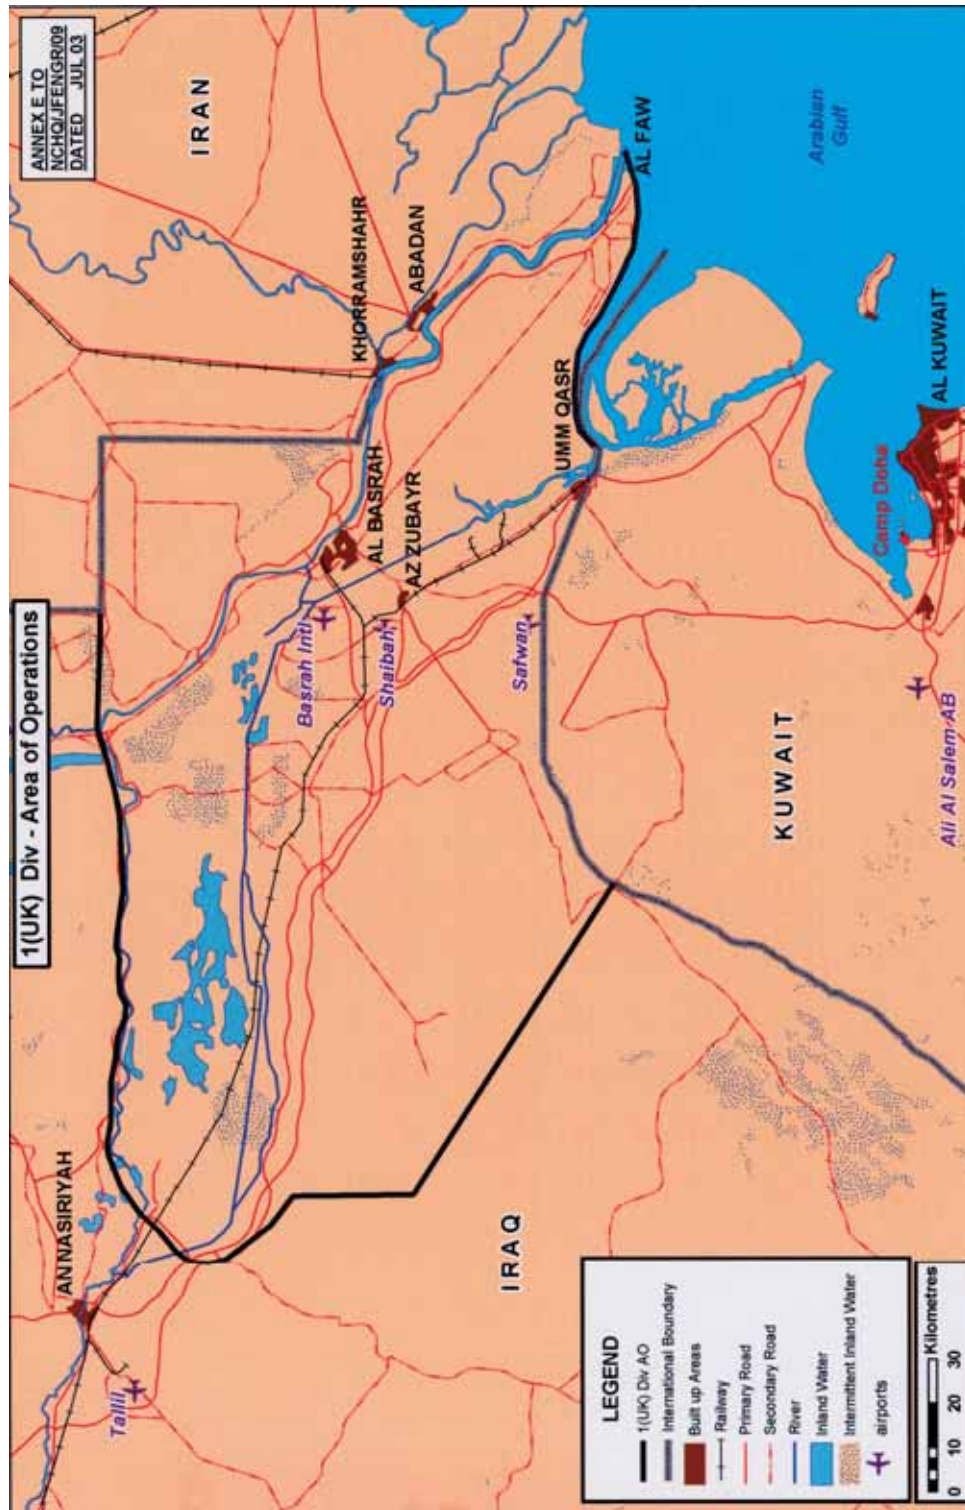 1(UK) Div - Area of Operations
ANNEX E TO
NCHQ/JFENGR/09
DATED JUL 03
IRAN
AN NASIRIYAH
Tallil
KHORRAMSHAHR
ABADAN
AL BASRAH
Basrah Intl
Shaibah
AZ ZUBAYR
UMM QASR
Safwan
AL FAW
Arabian
Gulf
IRAQ
KUWAIT
Camp Doha
AL KUWAIT
Ali Al Salem AB
LEGEND
1(UK) Div AO
International Boundary
Built up Areas
Railway
Primary Road
Secondary Road
River
Inland Water
Intermittent Inland Water
airports
0 10 20 30 Kilometres